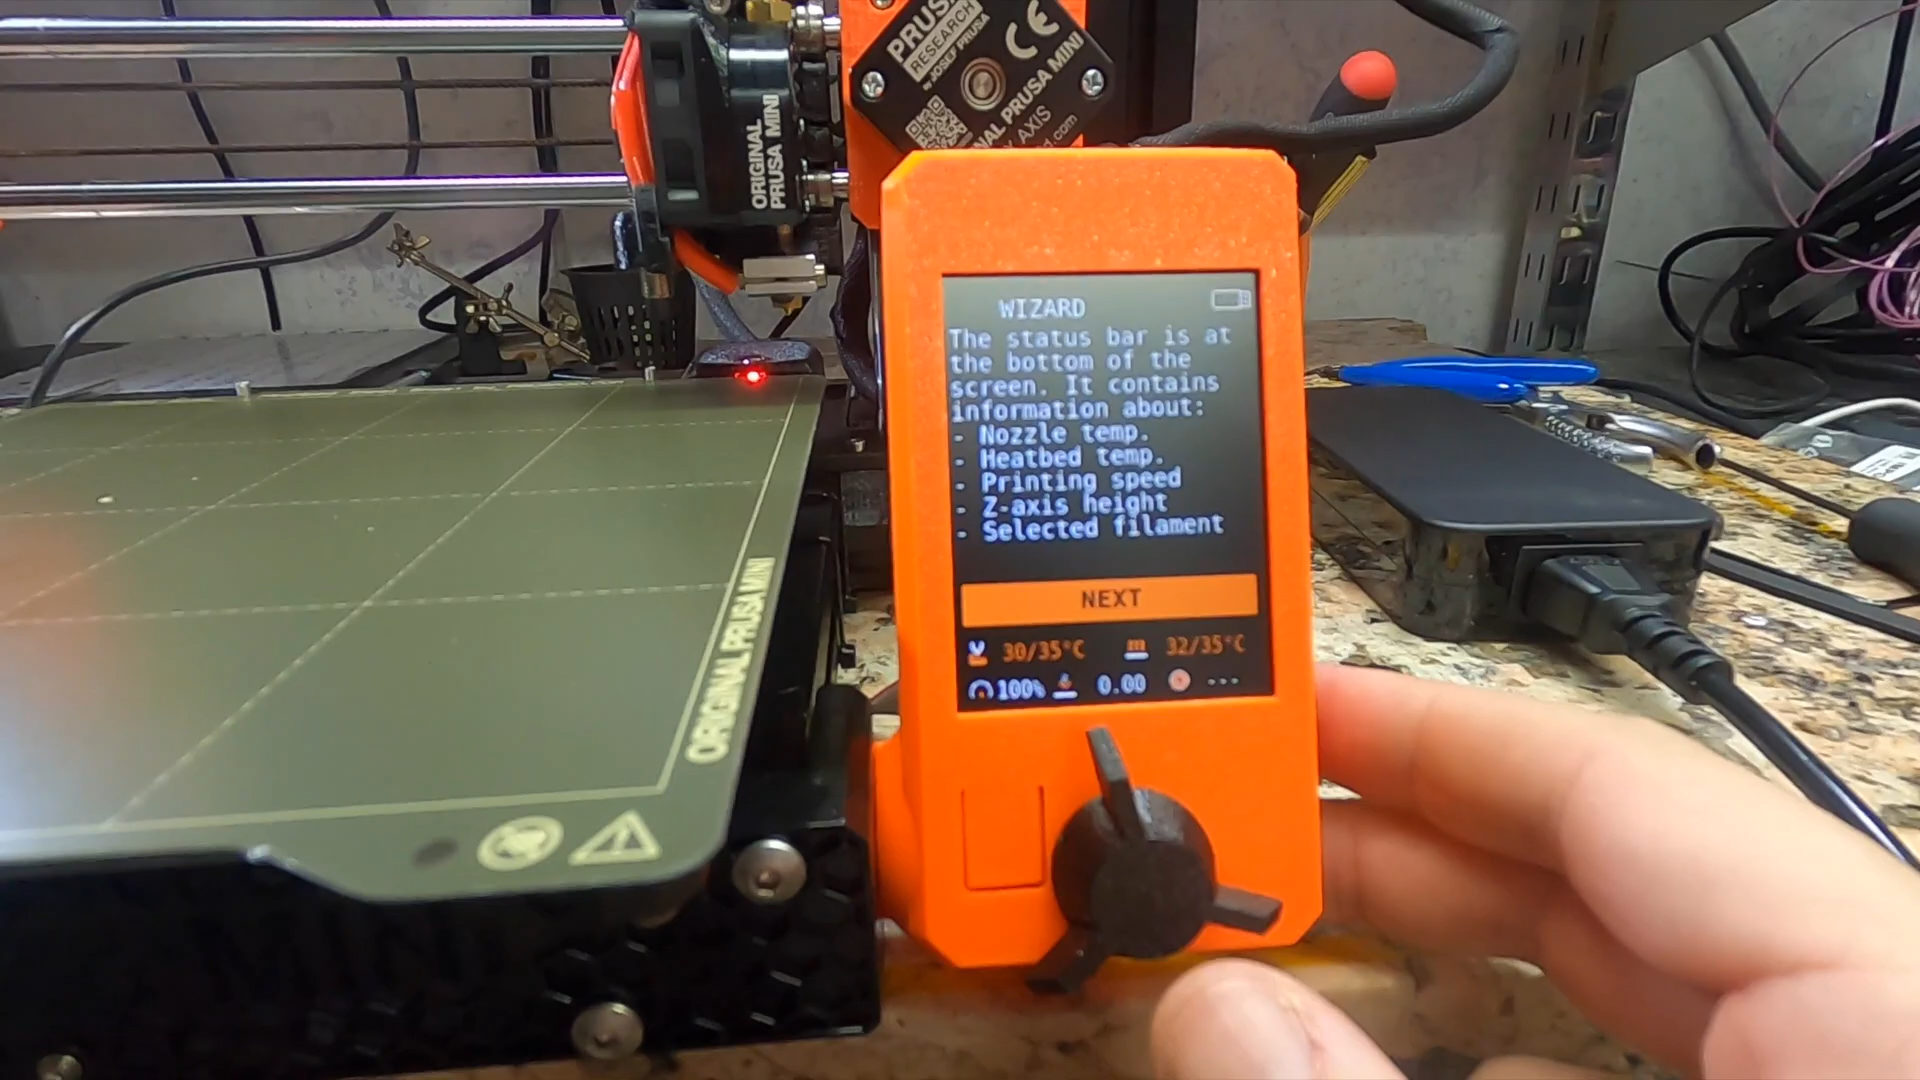 PRUSA
RESEARCH
by JOSEF PRUSA
CE
ORIGINAL PRUSA MINI
AXIS
ORIGINAL
PRUSA MINI
WIZARD
The status bar is at
the bottom of the
screen. It contains
information about:
- Nozzle temp.
- Heatbed temp.
- Printing speed
- Z-axis height
- Selected filament
NEXT
30/35°C 32/35°C
100% 0.00 ---
ORIGINAL PRUSA MINI